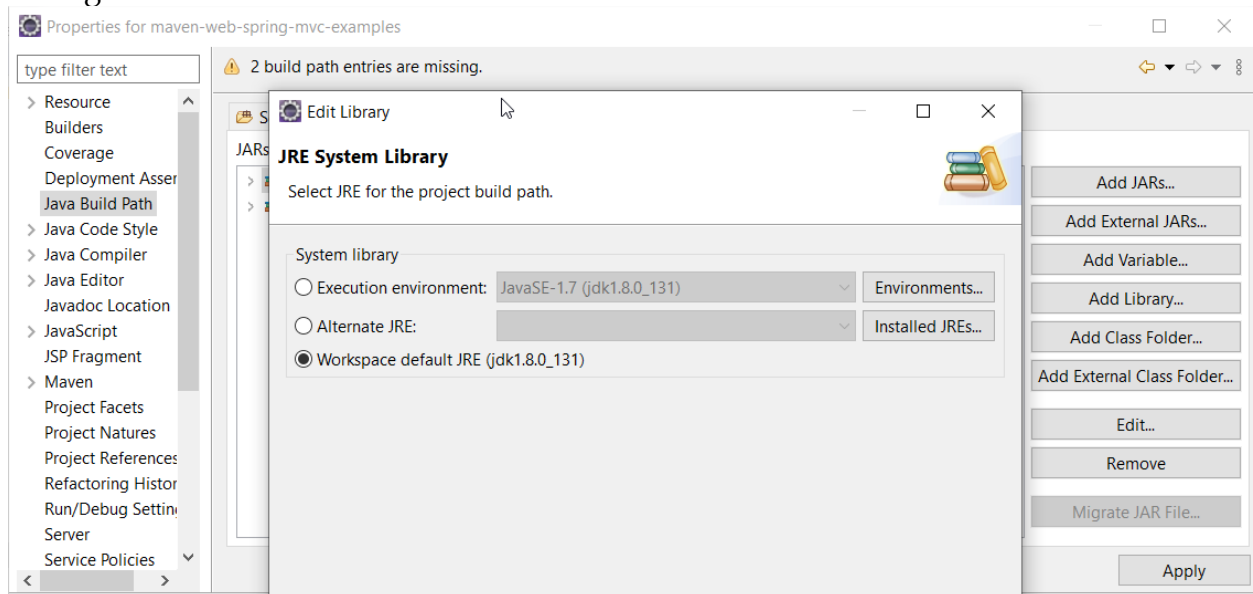 Properties for maven-web-spring-mvc-examples
type filter text
2 build path entries are missing.
Resource
Builders
Coverage
Deployment Asser
Java Build Path
Java Code Style
Java Compiler
Java Editor
Javadoc Location
JavaScript
JSP Fragment
Maven
Project Facets
Project Natures
Project References
Refactoring Histor
Run/Debug Setting
Server
Service Policies
S
JARs
Edit Library
JRE System Library
Select JRE for the project build path.
System library
Execution environment: JavaSE-1.7 (jdk1.8.0_131) Environments...
Alternate JRE: Installed JREs...
Workspace default JRE (jdk1.8.0_131)
Add JARs...
Add External JARs...
Add Variable...
Add Library...
Add Class Folder...
Add External Class Folder...
Edit...
Remove
Migrate JAR File...
Apply